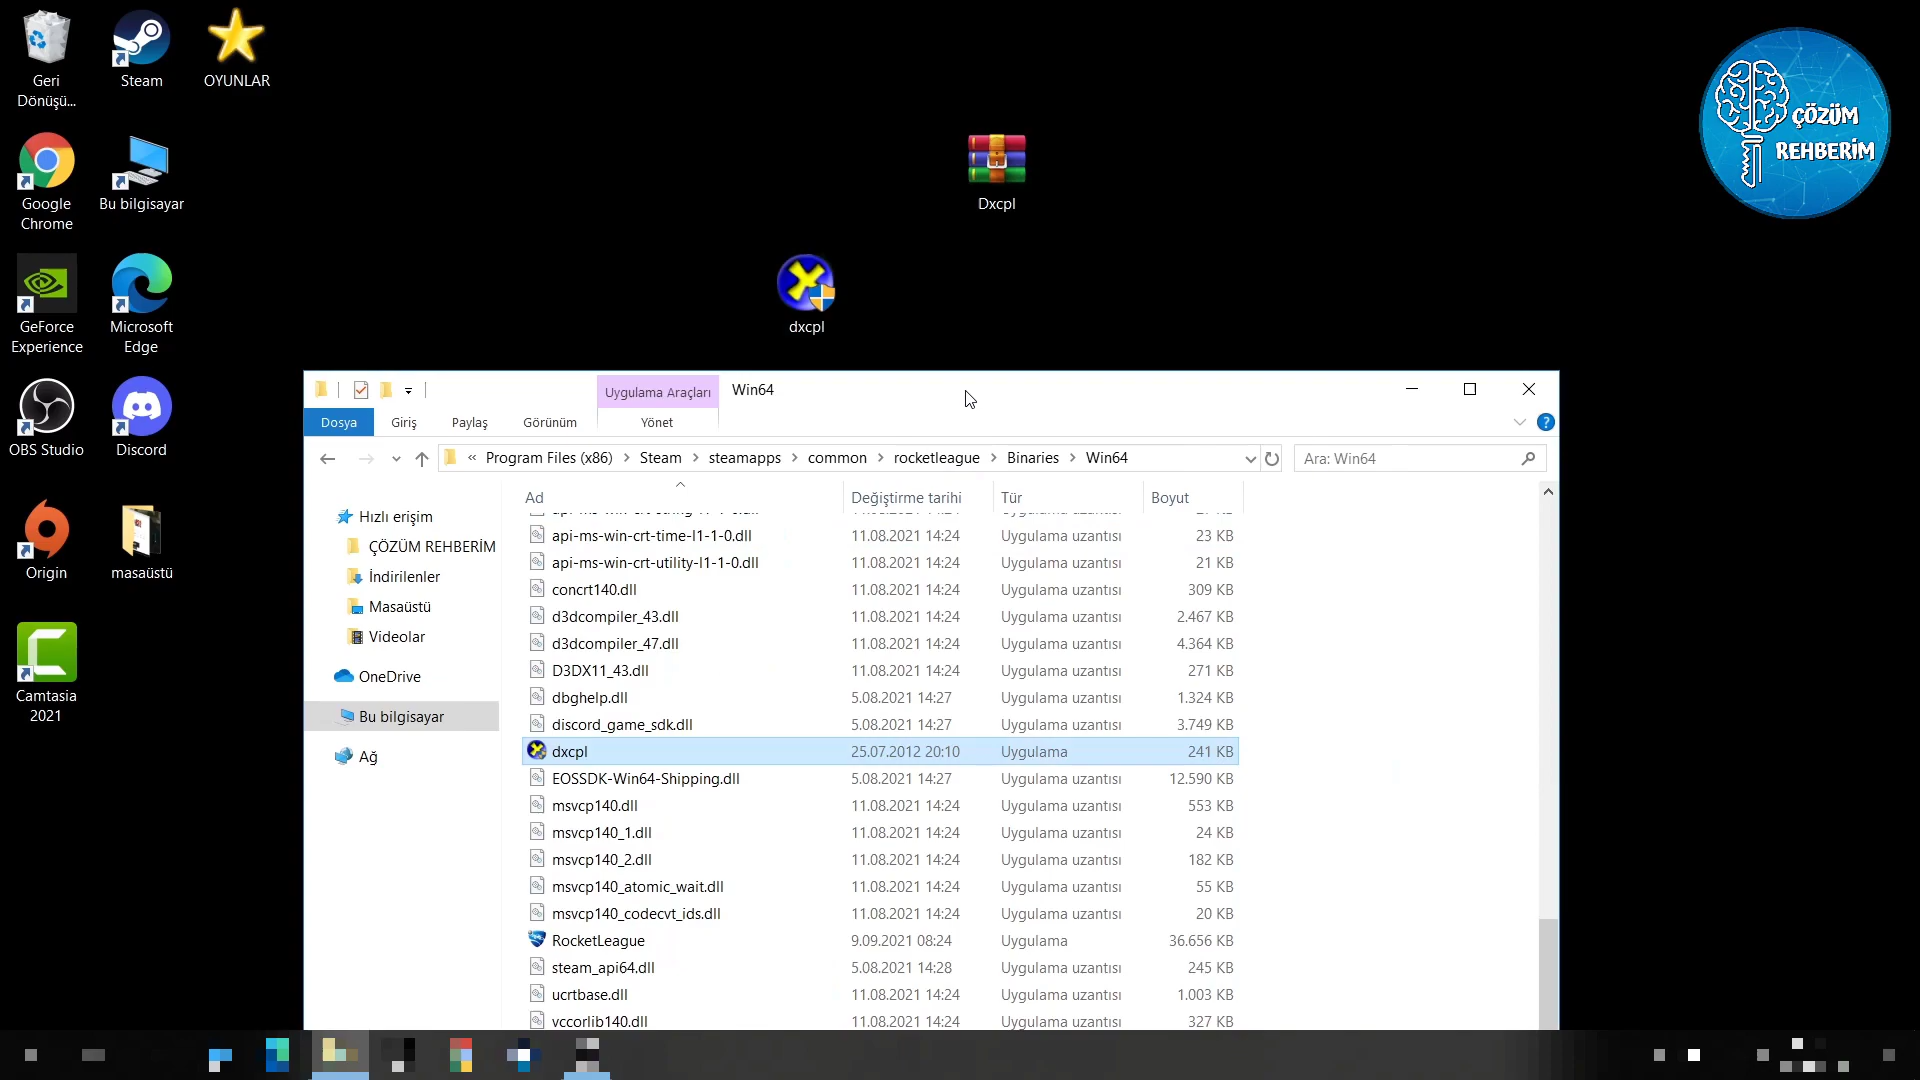 Geri
Dönüşü...
Steam
OYUNLAR
Google
Chrome
Bu bilgisayar
GeForce
Experience
Microsoft
Edge
OBS Studio
Discord
Origin
masaüstü
Camtasia
2021
Dxcpl
dxcpl
ÇÖZÜM
REHBERİM
Uygulama Araçları
Win64
Dosya
Giriş
Paylaş
Görünüm
Yönet
« Program Files (x86) > Steam > steamapps > common > rocketleague > Binaries > Win64
Ara: Win64
Hızlı erişim
ÇÖZÜM REHBERİM
İndirilenler
Masaüstü
Videolar
OneDrive
Bu bilgisayar
Ağ
Ad Değiştirme tarihi Tür Boyut
api-ms-win-crt-time-l1-1-0.dll 11.08.2021 14:24 Uygulama uzantısı 23 KB
api-ms-win-crt-utility-l1-1-0.dll 11.08.2021 14:24 Uygulama uzantısı 21 KB
concrt140.dll 11.08.2021 14:24 Uygulama uzantısı 309 KB
d3dcompiler_43.dll 11.08.2021 14:24 Uygulama uzantısı 2.467 KB
d3dcompiler_47.dll 11.08.2021 14:24 Uygulama uzantısı 4.364 KB
D3DX11_43.dll 11.08.2021 14:24 Uygulama uzantısı 271 KB
dbghelp.dll 5.08.2021 14:27 Uygulama uzantısı 1.324 KB
discord_game_sdk.dll 5.08.2021 14:27 Uygulama uzantısı 3.749 KB
dxcpl 25.07.2012 20:10 Uygulama 241 KB
EOSSDK-Win64-Shipping.dll 5.08.2021 14:27 Uygulama uzantısı 12.590 KB
msvcp140.dll 11.08.2021 14:24 Uygulama uzantısı 553 KB
msvcp140_1.dll 11.08.2021 14:24 Uygulama uzantısı 24 KB
msvcp140_2.dll 11.08.2021 14:24 Uygulama uzantısı 182 KB
msvcp140_atomic_wait.dll 11.08.2021 14:24 Uygulama uzantısı 55 KB
msvcp140_codecvt_ids.dll 11.08.2021 14:24 Uygulama uzantısı 20 KB
RocketLeague 9.09.2021 08:24 Uygulama 36.656 KB
steam_api64.dll 5.08.2021 14:28 Uygulama uzantısı 245 KB
ucrtbase.dll 11.08.2021 14:24 Uygulama uzantısı 1.003 KB
vccorlib140.dll 11.08.2021 14:24 Uygulama uzantısı 327 KB